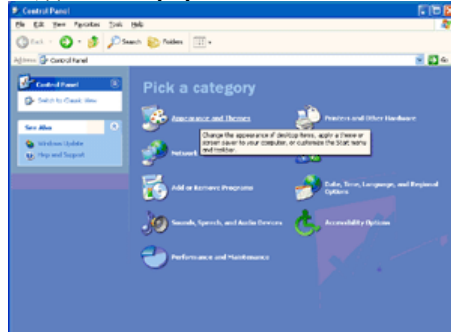 Control Panel
File Edit View Favorites Tools Help
Back Search Folders
Address Control Panel Go
Control Panel
Switch to Classic View
See Also
Windows Update
Help and Support
Pick a category
Appearance and Themes
Printers and Other Hardware
Change the appearance of desktop items, apply a theme or
screen saver to your computer, or customize the Start menu
and taskbar.
Network
Add or Remove Programs
Date, Time, Language, and Regional
Options
Sounds, Speech, and Audio Devices
Accessibility Options
Performance and Maintenance